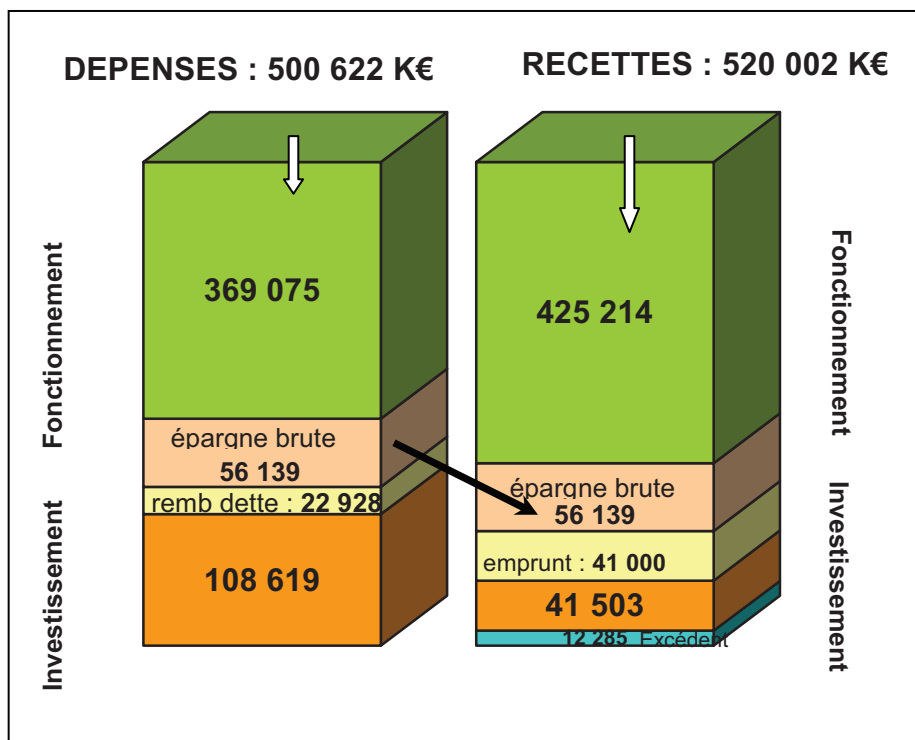 DEPENSES : 500 622 K€
RECETTES : 520 002 K€
Fonctionnement
Investissement
369 075
épargne brute
56 139
remb dette : 22 928
108 619
425 214
épargne brute
56 139
emprunt : 41 000
41 503
12 285 Excédent
Fonctionnement
Investissement